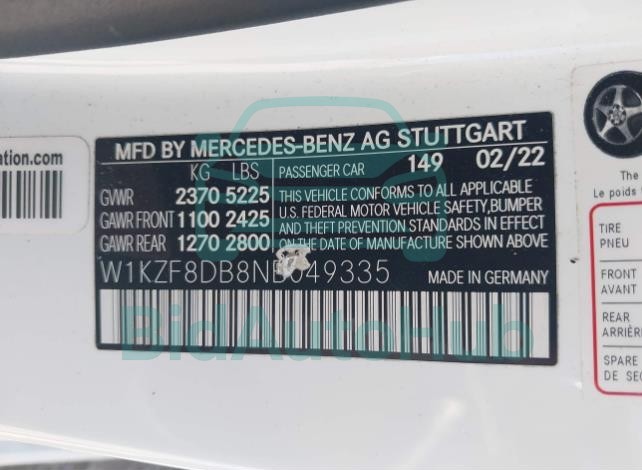 MFD BY MERCEDES-BENZ AG STUTTGART
KG LBS PASSENGER CAR 149 02/22
GVWR 2370 5225 THIS VEHICLE CONFORMS TO ALL APPLICABLE
GAWR FRONT 1100 2425 U.S. FEDERAL MOTOR VEHICLE SAFETY, BUMPER
AND THEFT PREVENTION STANDARDS IN EFFECT
GAWR REAR 1270 2800 ON THE DATE OF MANUFACTURE SHOWN ABOVE.
W1KZF8DB8N 049335 MADE IN GERMANY
BidAutoHub
ation.com
The
Le poids
TIRE
PNEU
FRONT
AVANT
REAR
ARRIÈRE
SPARE
DE SEC